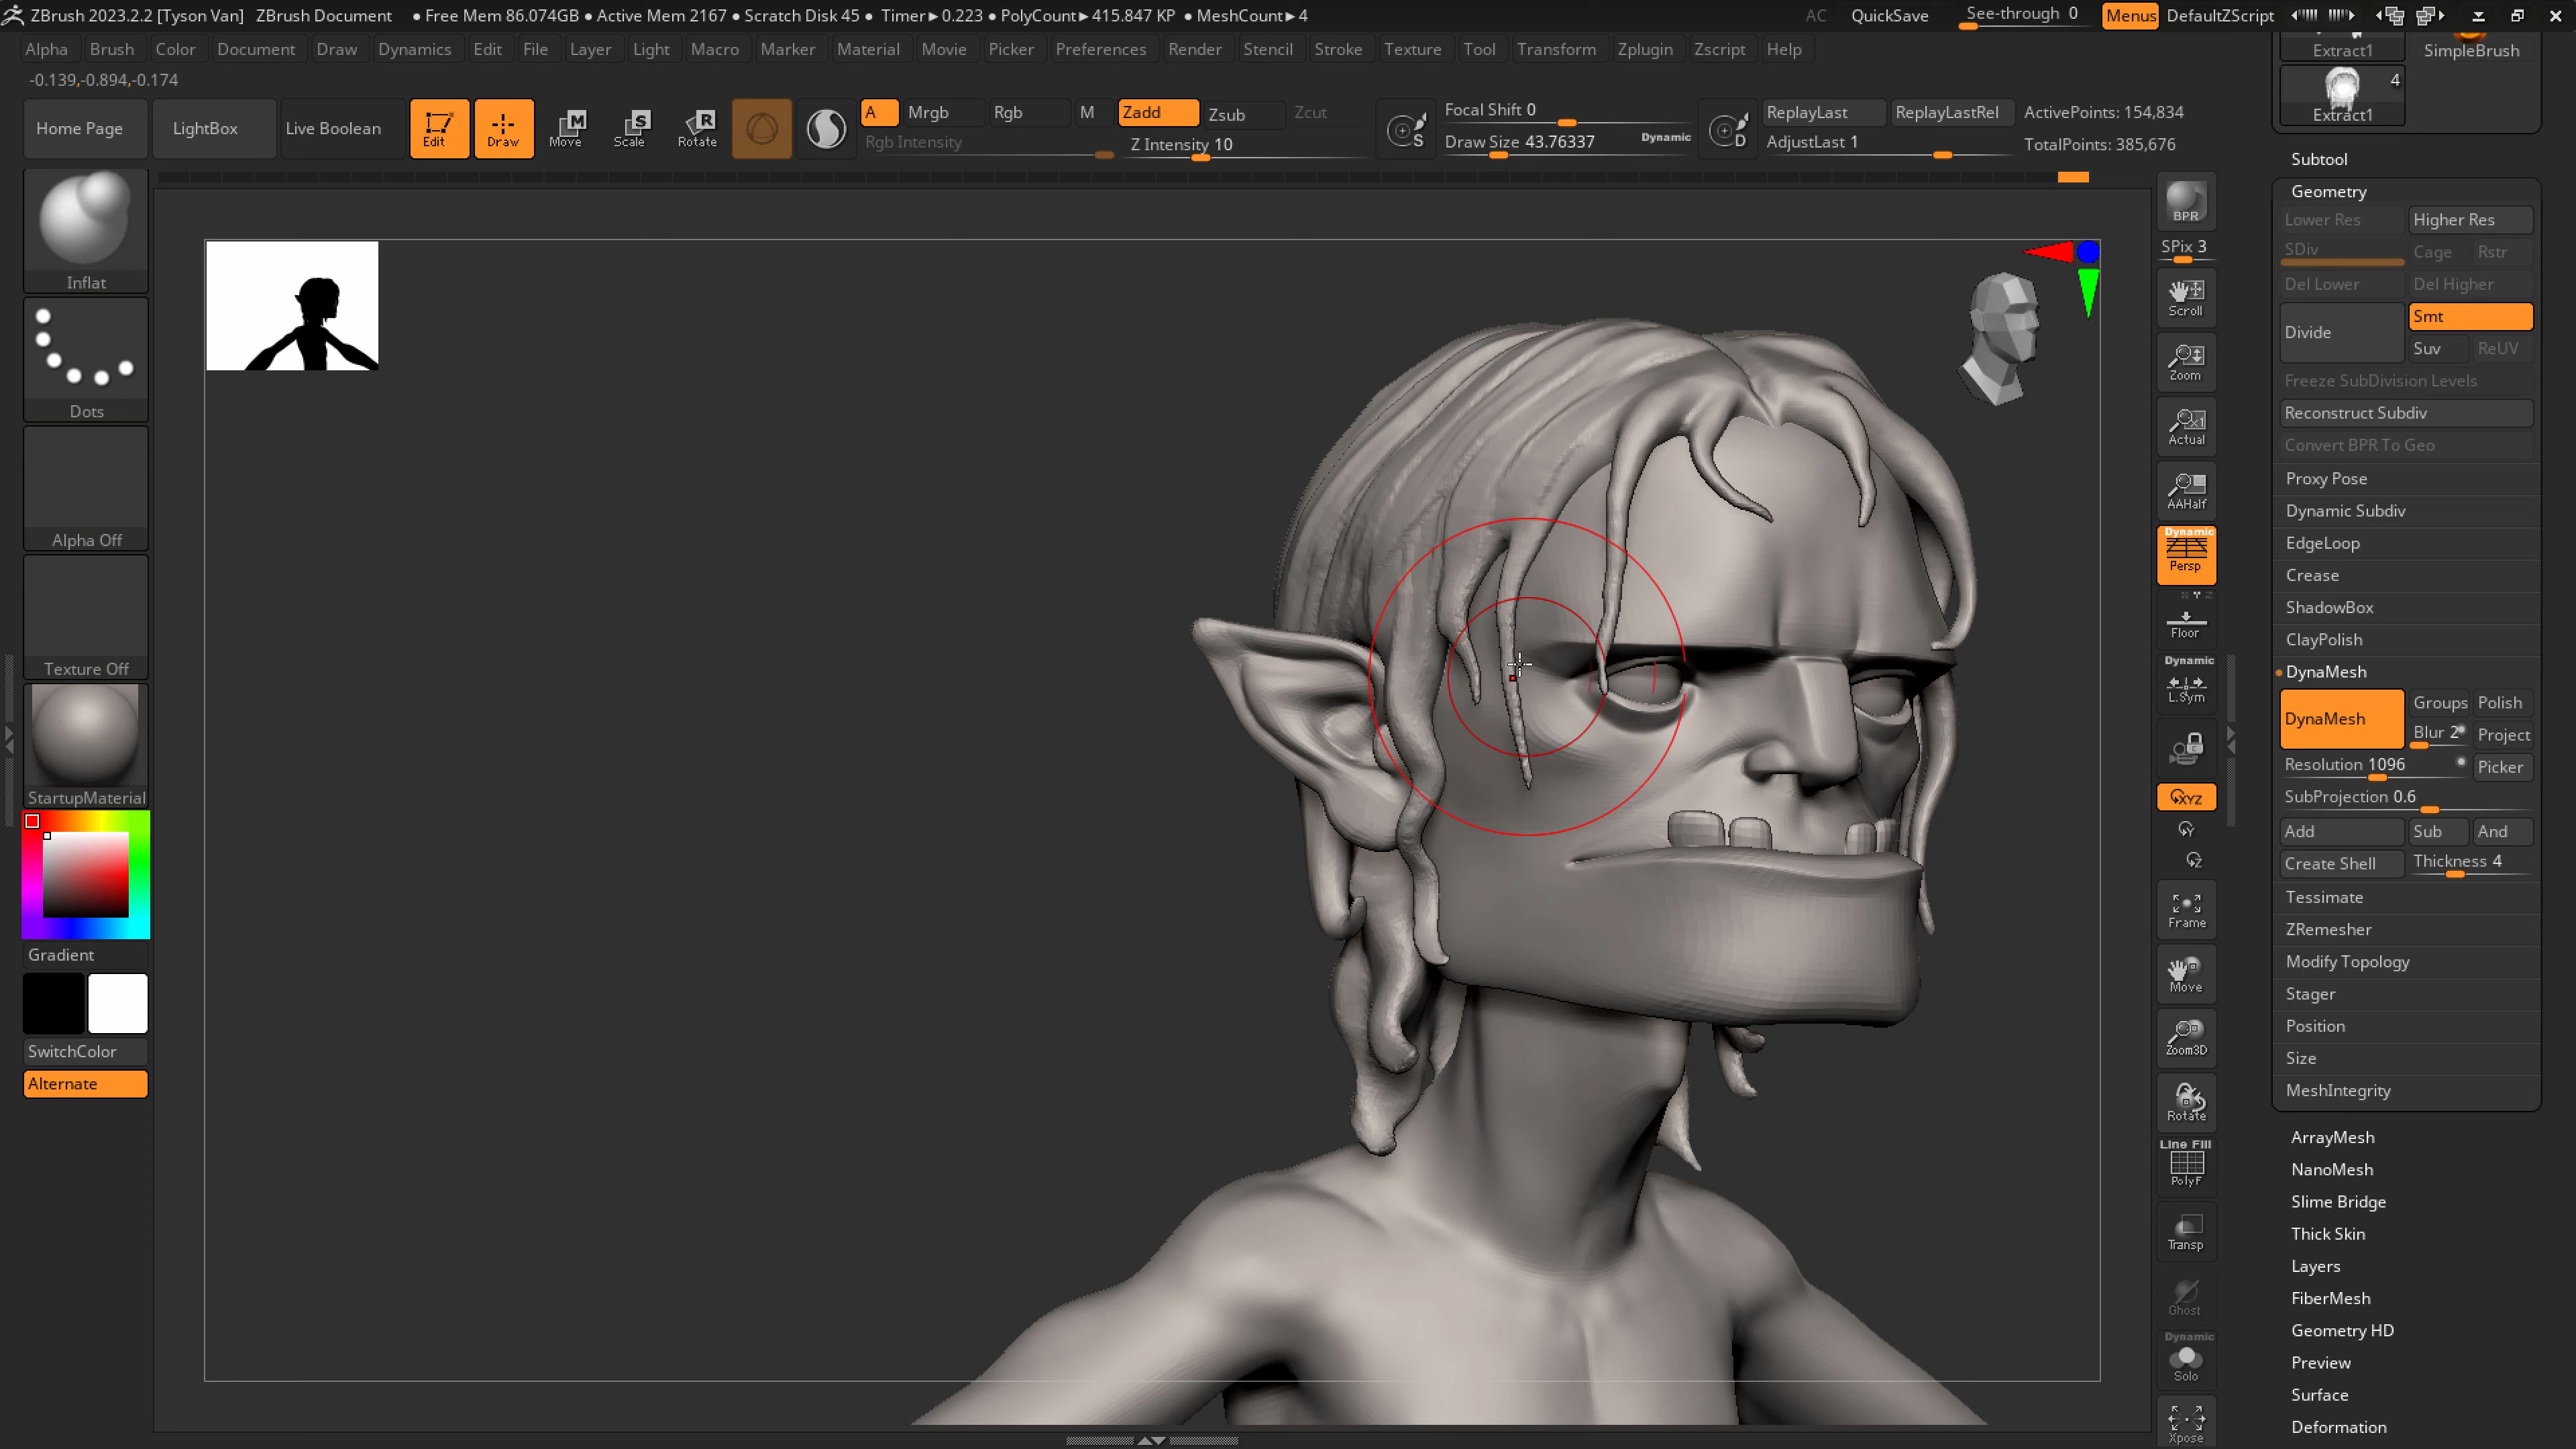 ZBrush 2023.2.2 [Tyson Van] ZBrush Document • Free Mem 86.074GB • Active Mem 2167 • Scratch Disk 45 • Timer▸0.223 • PolyCount▸415.847 KP • MeshCount▸4 AC QuickSave See-through 0 Menus DefaultZScript
Alpha Brush Color Document Draw Dynamics Edit File Layer Light Macro Marker Material Movie Picker Preferences Render Stencil Stroke Texture Tool Transform Zplugin Zscript Help
-0.139,-0.894,-0.174
Home Page LightBox Live Boolean Edit Draw Move Scale Rotate
M S R
A Mrgb Rgb M Zadd Zsub Zcut
Rgb Intensity Z Intensity 10
S Focal Shift 0
Draw Size 43.76337 Dynamic
D ReplayLast ReplayLastRel ActivePoints: 154,834
AdjustLast 1 TotalPoints: 385,676
Inflat
Dots
Alpha Off
Texture Off
StartupMaterial
Gradient
SwitchColor
Alternate
BPR
SPix 3
Scroll
Zoom
x1
Actual
AAHalf
Dynamic
Persp
X Y Z
Floor
Dynamic
L.Sym
XYZ
Y
Z
Frame
Move
Zoom3D
Rotate
Line Fill
PolyF
Transp
Ghost
Dynamic
Solo
Xpose
Extract1 SimpleBrush
4
Extract1
Subtool
Geometry
Lower Res Higher Res
SDiv Cage Rstr
Del Lower Del Higher
Divide Smt
Suv ReUV
Freeze SubDivision Levels
Reconstruct Subdiv
Convert BPR To Geo
Proxy Pose
Dynamic Subdiv
EdgeLoop
Crease
ShadowBox
ClayPolish
DynaMesh
DynaMesh Groups Polish
Blur 2 Project
Resolution 1096 Picker
SubProjection 0.6
Add Sub And
Create Shell Thickness 4
Tessimate
ZRemesher
Modify Topology
Stager
Position
Size
MeshIntegrity
ArrayMesh
NanoMesh
Slime Bridge
Thick Skin
Layers
FiberMesh
Geometry HD
Preview
Surface
Deformation